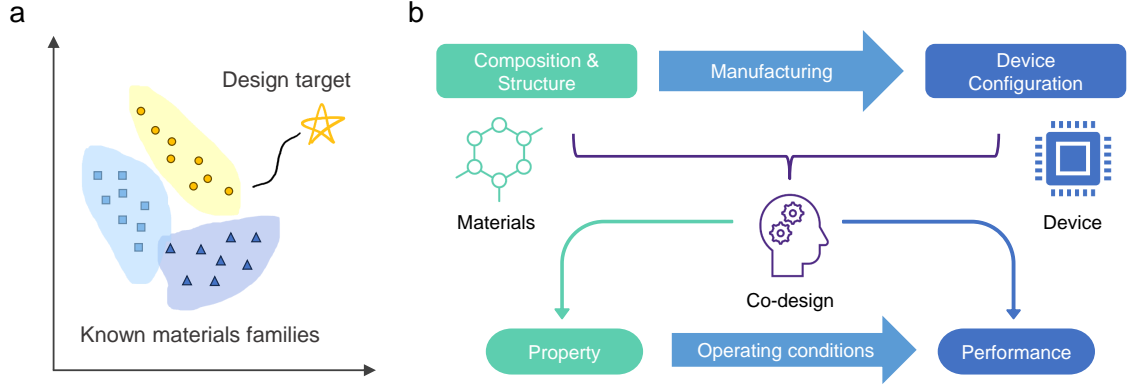 a
Design target
Known materials families
b
Composition &
Structure
Manufacturing
Device
Configuration
Materials
Device
Co-design
Property
Operating conditions
Performance